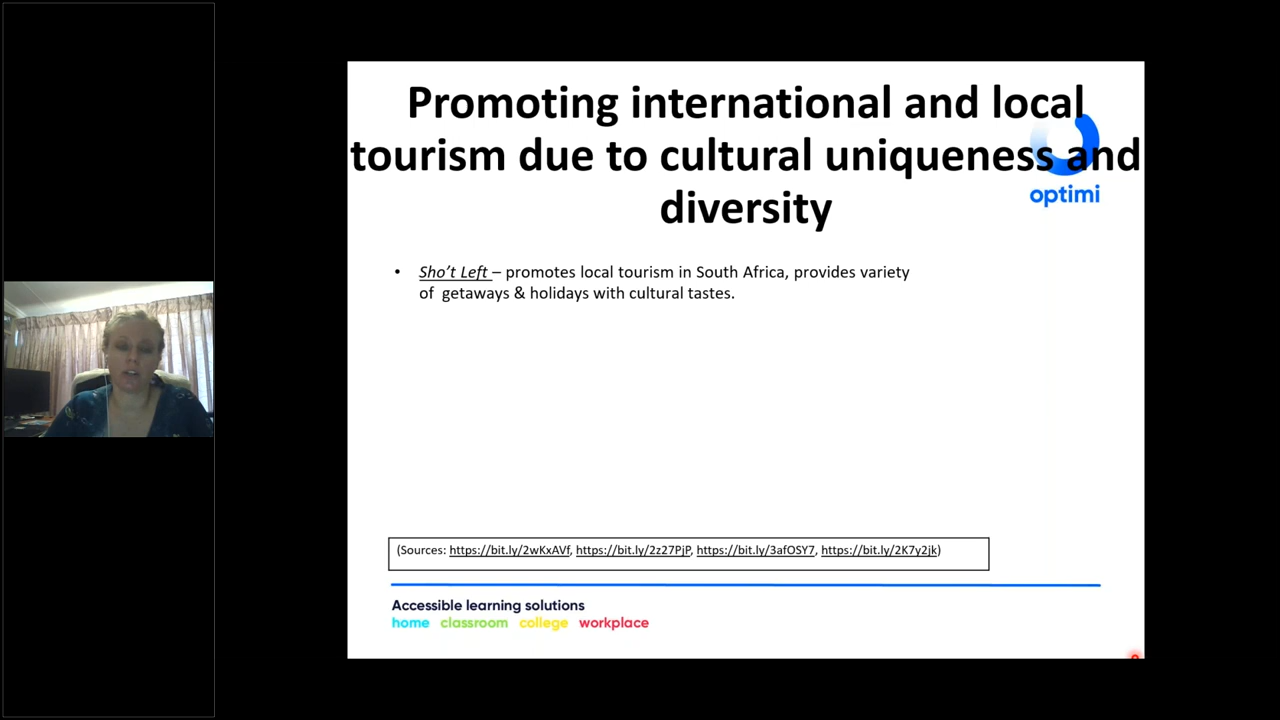 Promoting international and local
tourism due to cultural uniqueness and
diversity
optimi
• Sho't Left – promotes local tourism in South Africa, provides variety
of getaways & holidays with cultural tastes.
(Sources: https://bit.ly/2wKxAVf, https://bit.ly/2z27PjP, https://bit.ly/3afOSY7, https://bit.ly/2K7y2jk)
Accessible learning solutions
home classroom college workplace